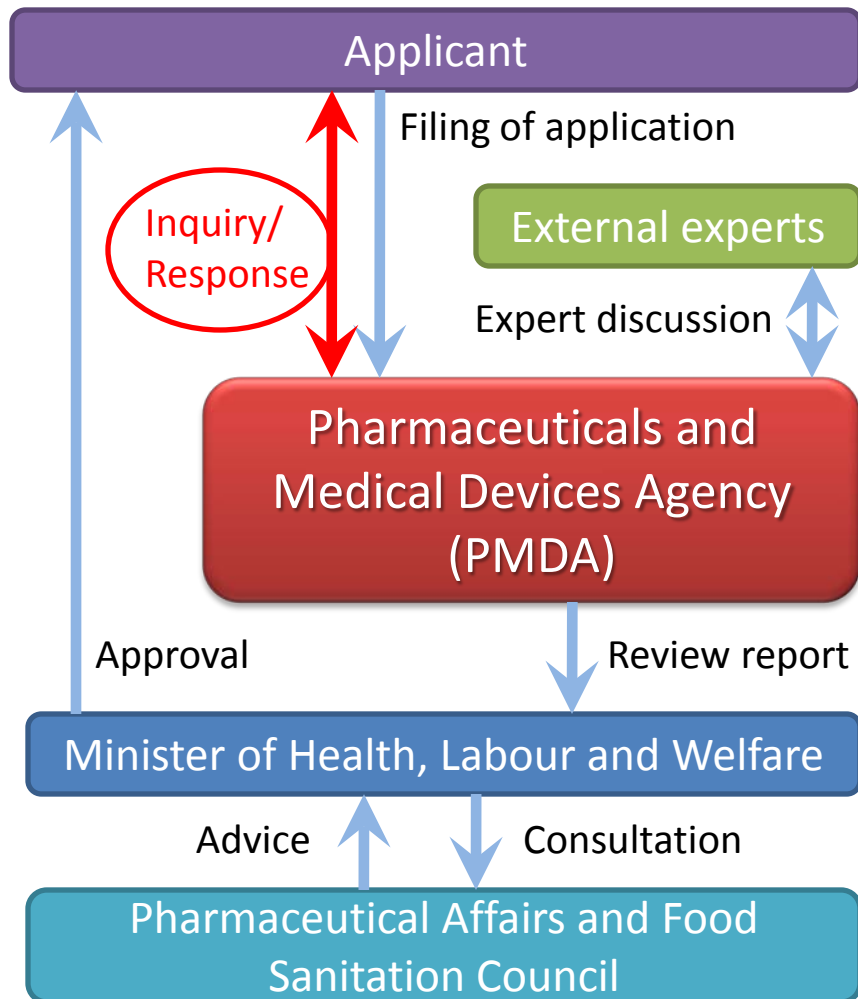 Applicant
Filing of application
Inquiry/
Response
External experts
Expert discussion
Pharmaceuticals and
Medical Devices Agency
(PMDA)
Approval
Review report
Minister of Health, Labour and Welfare
Advice
Consultation
Pharmaceutical Affairs and Food
Sanitation Council